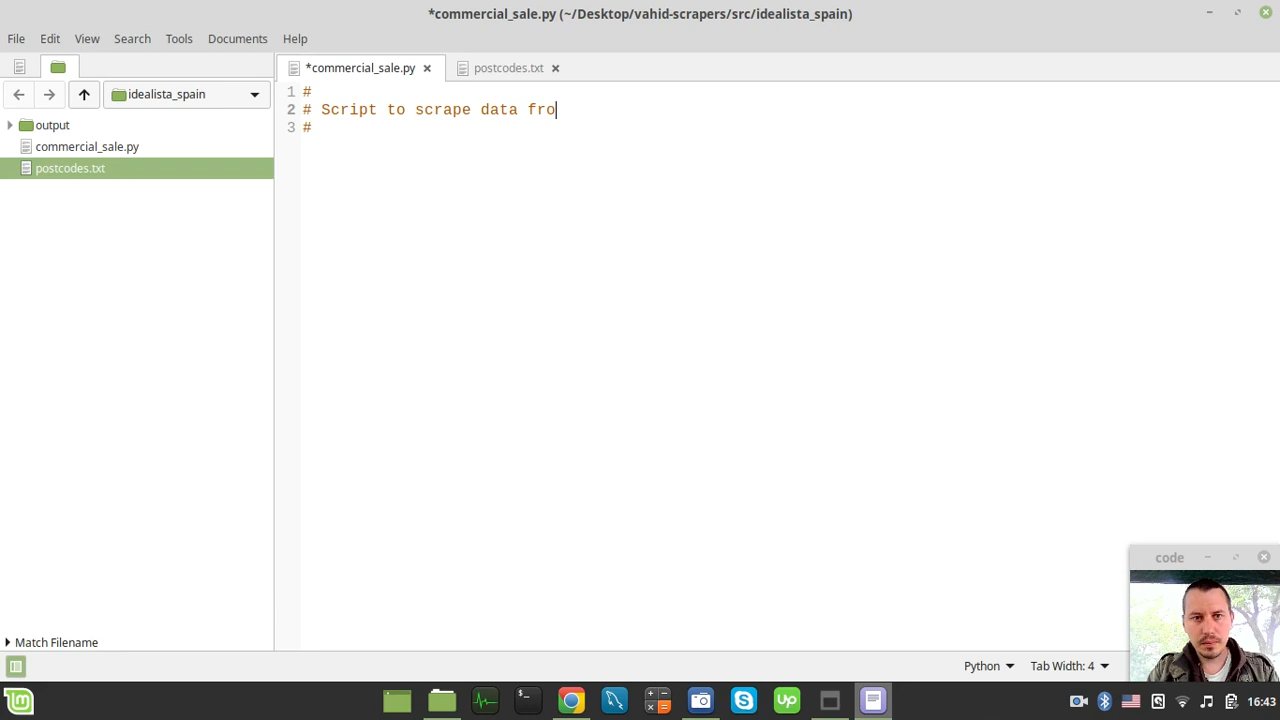 *commercial_sale.py (~/Desktop/vahid-scrapers/src/idealista_spain)
File Edit View Search Tools Documents Help
*commercial_sale.py
postcodes.txt
idealista_spain
output
commercial_sale.py
postcodes.txt
1 #
2 # Script to scrape data fro
3 #
Match Filename
code
Python
Tab Width: 4
up
16:43